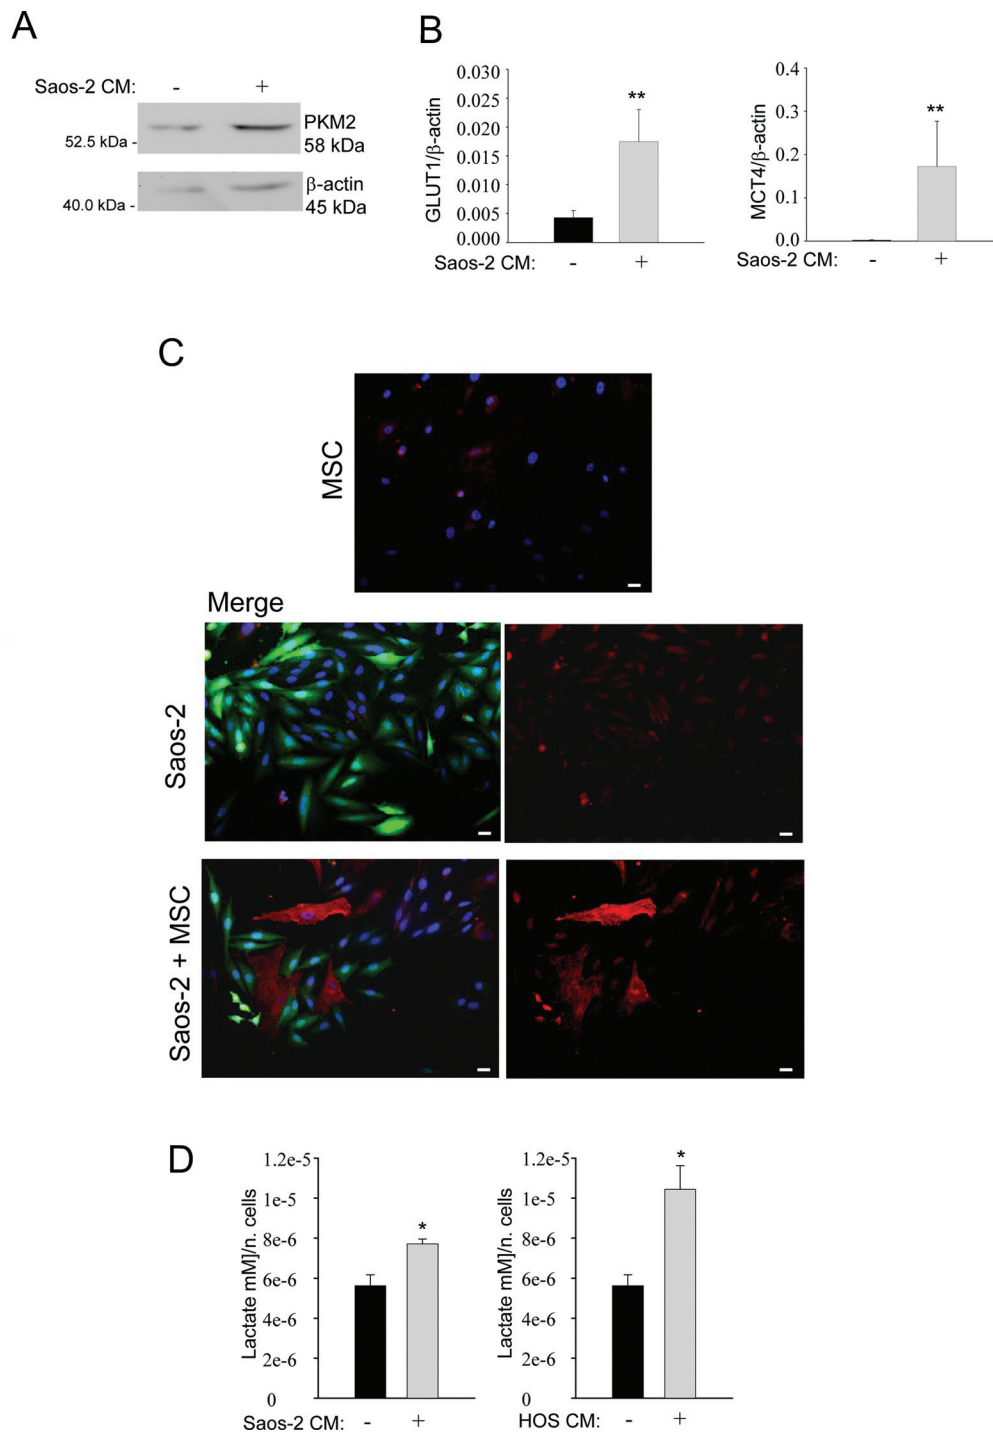 A
Saos-2 CM: - +
PKM2
52.5 kDa -
58 kDa
β-actin
40.0 kDa -
45 kDa
B
0.030
0.025
0.020
0.015
0.010
0.005
0.000
GLUT1/β-actin
**
Saos-2 CM: - +
0.4
0.3
0.2
0.1
0.0
MCT4/β-actin
**
Saos-2 CM: - +
C
MSC
Merge
Saos-2
Saos-2 + MSC
D
1.2e-5
1e-5
8e-6
6e-6
4e-6
2e-6
0
Lactate mM]/n. cells
*
Saos-2 CM: - +
1.2e-5
1e-5
8e-6
6e-6
4e-6
2e-6
0
Lactate mM]/n. cells
*
HOS CM: - +